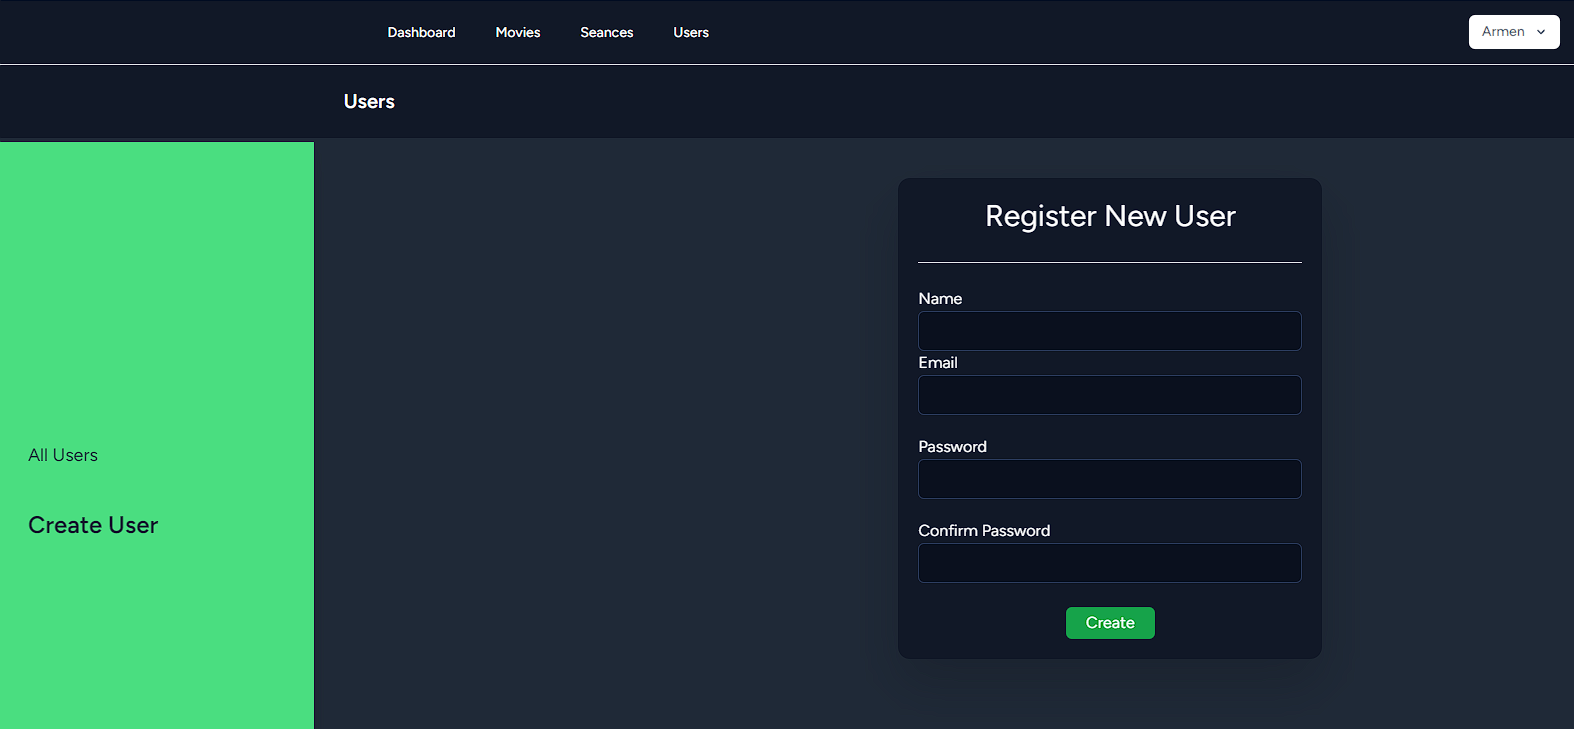 Dashboard Movies Seances Users Armen
Users
All Users
Create User
Register New User
Name
Email
Password
Confirm Password
Create